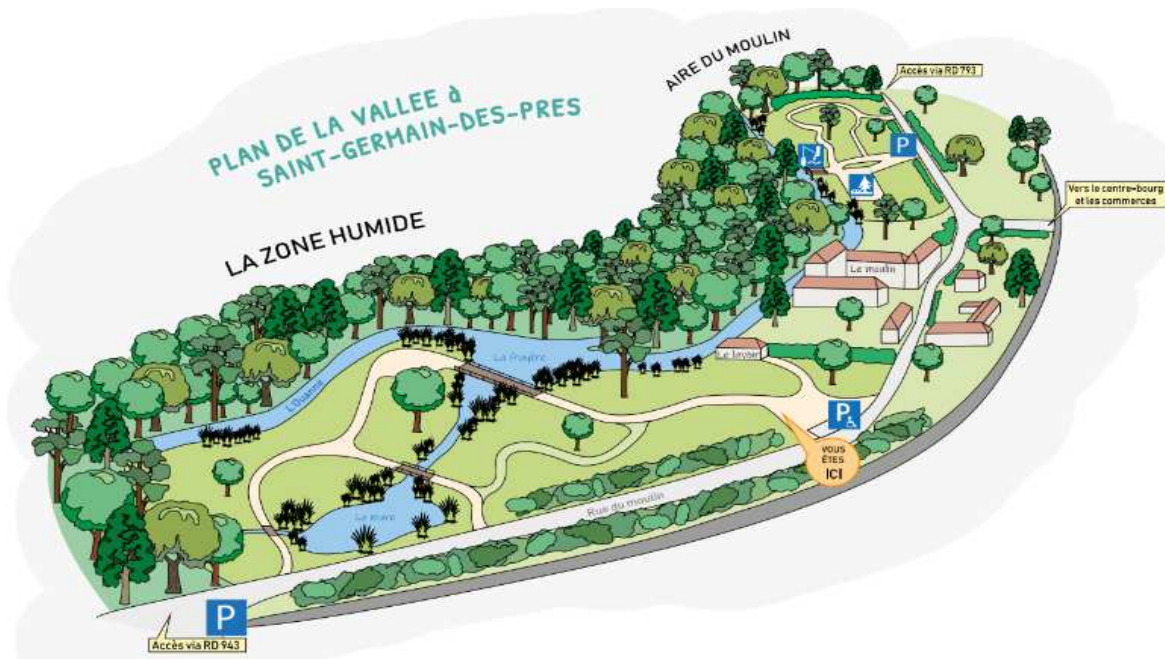 PLAN DE LA VALLEE à
SAINT-GERMAIN-DES-PRES
AIRE DU MOULIN
Accès via RD 793
P
Vers le centre-bourg
et les commerces
LA ZONE HUMIDE
Le moulin
La frayère
Le lavoir
L'Ouanne
P
VOUS
ÊTES
ICI
Rue du moulin
La mare
P
Accès via RD 943